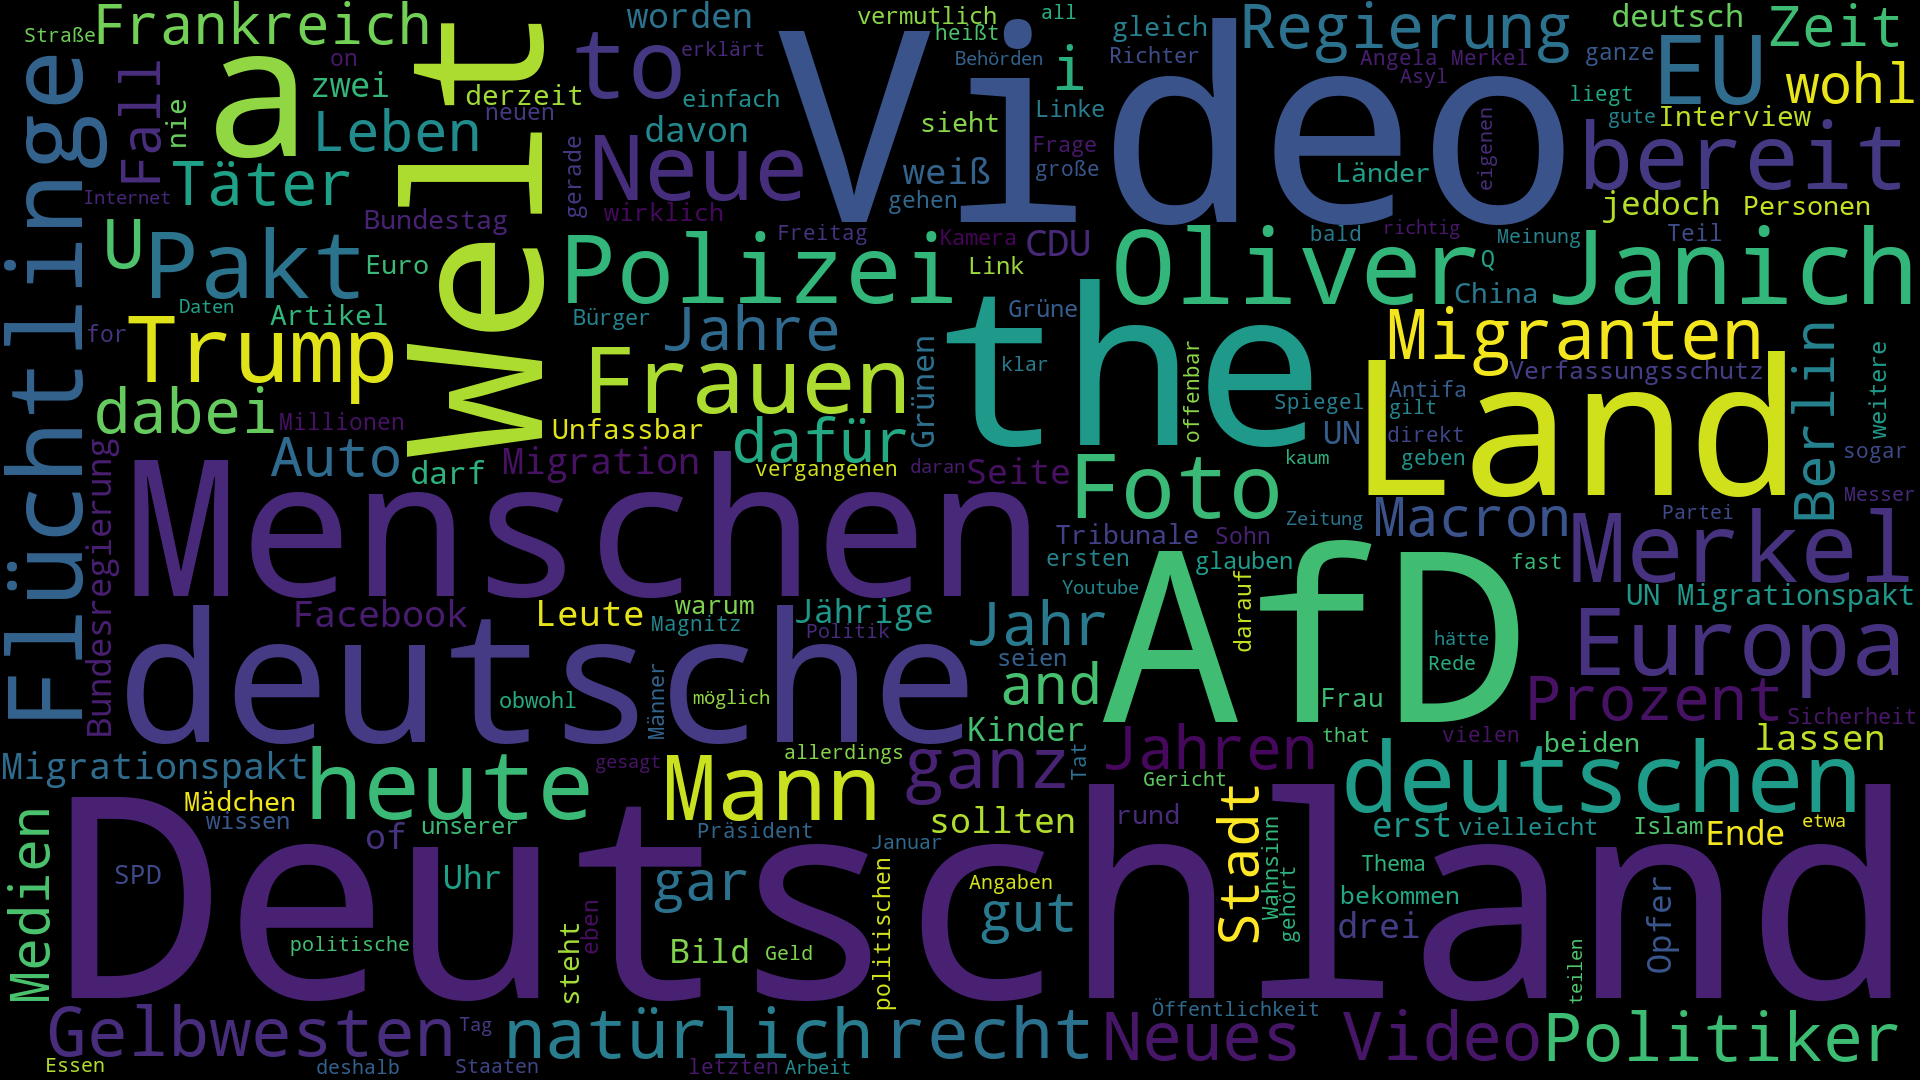 Straße
Frankreich
worden
vermutlich
all
heißt
gleich
Regierung
deutsch
Zeit
Flüchtlinge
Fall
on
a
zwei
Welt
derzeit
to
erklärt
Video
Behörden
i
Richter
Angela Merkel
Asyl
ganze
EU
wohl
nie
Leben
neuen
einfach
davon
sieht
Linke
liegt
gute
Interview
Internet
Täter
gerade
Neue
weiß
Frage
große
Länder
eigenen
bereit
gehen
U
Pakt
Bundestag
wirklich
Freitag
Kamera
CDU
bald
richtig
Meinung
jedoch
Personen
Teil
Euro
Polizei
Link
Oliver Janich
Q
China
Daten
Artikel
for
Trump
Bürger
Jahre
Grüne
the
Migranten
Berlin
weitere
dabei
Millionen
Frauen
Grünen
klar
offenbar
Land
Verfassungsschutz
Antifa
Spiegel
gilt
Auto
darf
Unfassbar
Migration
dafür
vergangenen
daran
Seite
kaum
UN
direkt
geben
sogar
Bundesregierung
Menschen
Foto
Zeitung
Macron
Partei
Messer
Tribunale
Sohn
Merkel
ersten
glauben
fast
Youtube
UN Migrationspakt
Facebook
Leute
warum
Magnitz
Jährige
Politik
Jahr
darauf
AfD
hätte
Rede
Europa
deutsche
seien
obwohl
Männer
möglich
and
Frau
Prozent
Sicherheit
Kinder
Migrationspakt
heute
gesagt
Mann
allerdings
ganz
Tat
Jahren
that
vielen
beiden
lassen
Gericht
deutschen
Mädchen
wissen
of
unserer
Präsident
Januar
sollten
rund
Stadt
erst
vielleicht
Islam
Ende
etwa
Medien
SPD
Deutschland
Uhr
gar
politischen
Angaben
gut
Wahnsinn
gehört
Thema
bekommen
drei
Opfer
politische
steht
eben
Bild
Geld
teilen
Gelbwesten
Tag
natürlich
recht
Öffentlichkeit
Neues Video
Politiker
Essen
deshalb
Staaten
letzten
Arbeit